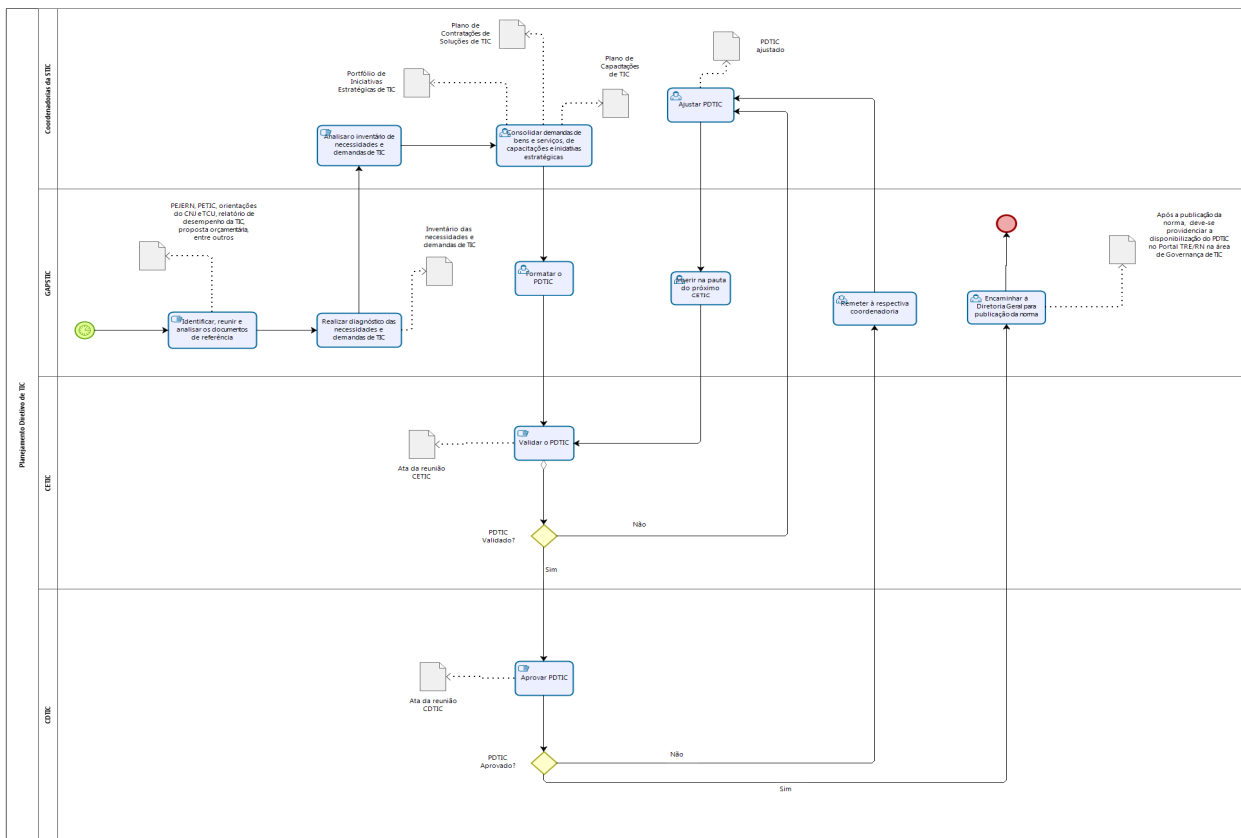 Planejamento Diretivo de TIC
Coordenadorias da STIC
Plano de
Contratações de
Soluções de TIC
Portfólio de
Iniciativas
Estratégicas de TIC
Plano de
Capacitações
de TIC
PDTIC
ajustado
Analisar o inventário de
necessidades e
demandas de TIC
Consolidar demandas de
bens e serviços, de
capacitações e iniciativas
estratégicas
Ajustar PDTIC
GAPSTIC
PEJERN, PETIC, orientações
do CNJ e TCU, relatório de
desempenho da TIC,
proposta orçamentária,
entre outros
Inventário das
necessidades e
demandas de TIC
Após a publicação da
norma, deve-se
providenciar a
disponibilização do PDTIC
no Portal TRE/RN na área
de Governança de TIC
Identificar, reunir e
analisar os documentos
de referência
Realizar diagnóstico das
necessidades e
demandas de TIC
Formatar o
PDTIC
Inserir na pauta
do próximo
CETIC
Remeter à respectiva
coordenadoria
Encaminhar à
Diretoria Geral para
publicação da norma
CETIC
Validar o PDTIC
Ata da reunião
CETIC
PDTIC
Validado?
Não
Sim
CDTIC
Aprovar PDTIC
Ata da reunião
CDTIC
PDTIC
Aprovado?
Não
Sim